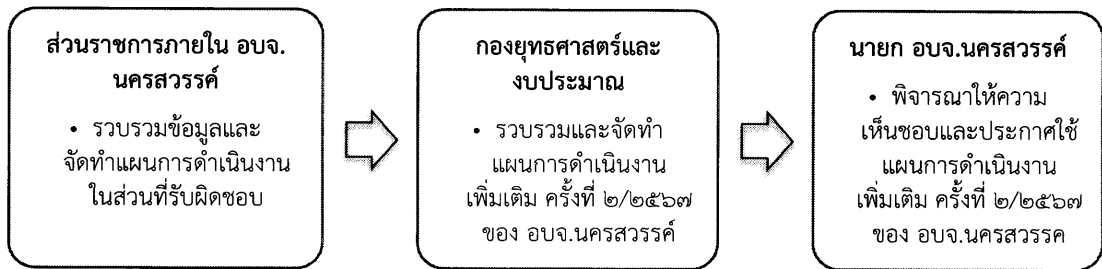 ส่วนราชการภายใน อบจ.
นครสวรรค์
• รวบรวมข้อมูลและ
จัดทำแผนการดำเนินงาน
ในส่วนที่รับผิดชอบ
กองยุทธศาสตร์และ
งบประมาณ
• รวบรวมและจัดทำ
แผนการดำเนินงาน
เพิ่มเติม ครั้งที่ ๒/๒๕๖๗
ของ อบจ.นครสวรรค์
นายก อบจ.นครสวรรค์
• พิจารณาให้ความ
เห็นชอบและประกาศใช้
แผนการดำเนินงาน
เพิ่มเติม ครั้งที่ ๒/๒๕๖๗
ของ อบจ.นครสวรรค